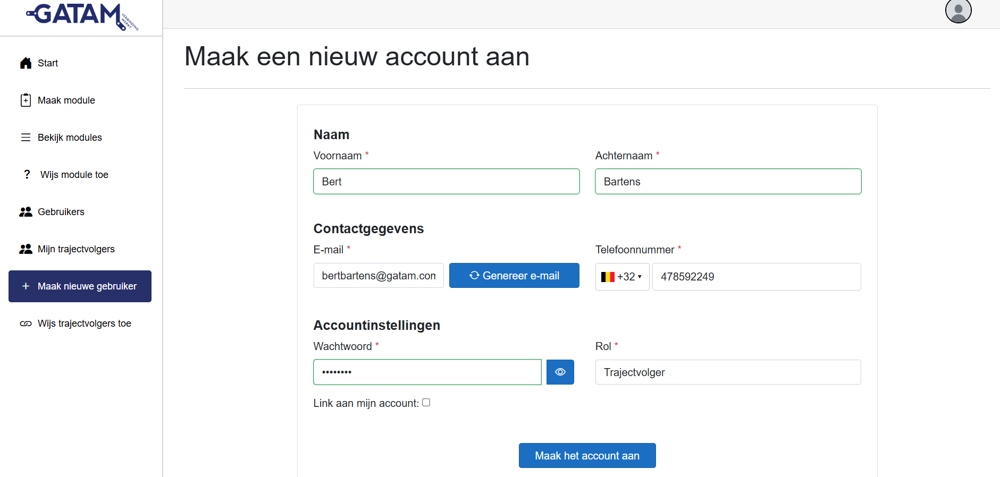 GATAM
VERBINDING
WERKT
Start
Maak module
Bekijk modules
? Wijs module toe
Gebruikers
Mijn trajectvolgers
+ Maak nieuwe gebruiker
Wijs trajectvolgers toe
Maak een nieuw account aan
Naam
Voornaam * Achternaam *
Bert Bartens
Contactgegevens
E-mail * Telefoonnummer *
bertbartens@gatam.com Genereer e-mail +32 478592249
Accountinstellingen
Wachtwoord * Rol *
•••••••• Trajectvolger
Link aan mijn account:
Maak het account aan